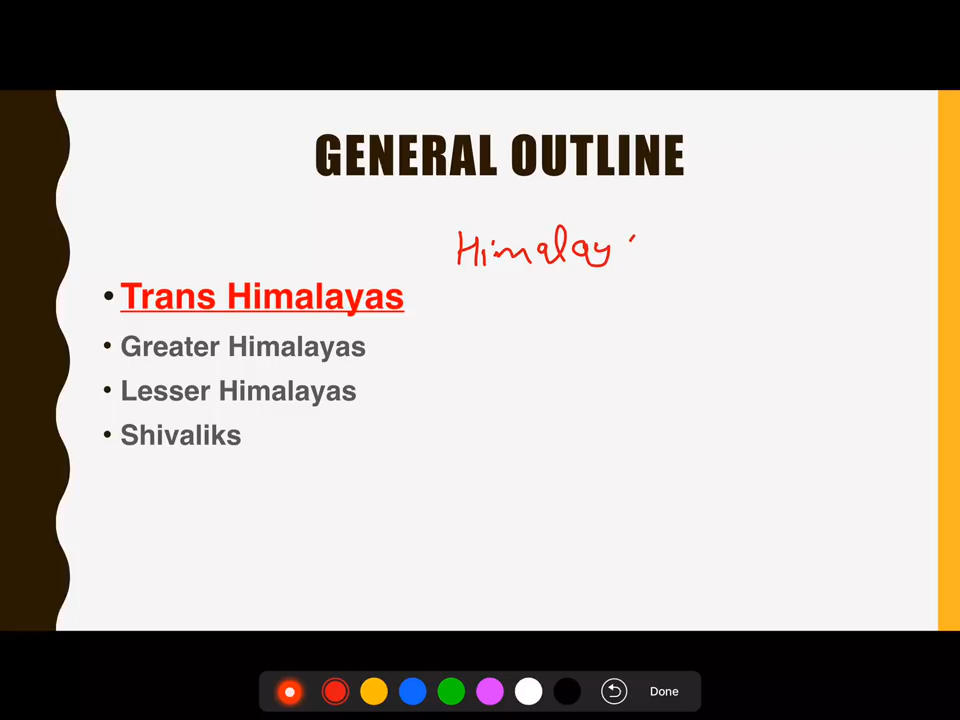 GENERAL OUTLINE
Himalay
• Trans Himalayas
• Greater Himalayas
• Lesser Himalayas
• Shivaliks
Done